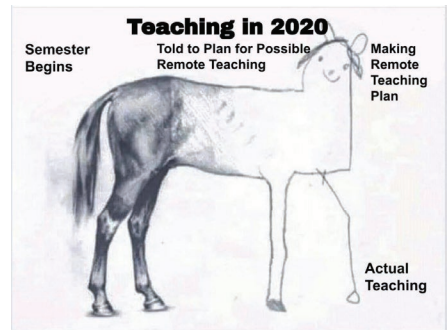 Teaching in 2020
Semester
Begins
Told to Plan for Possible
Remote Teaching
Making
Remote
Teaching
Plan
Actual
Teaching